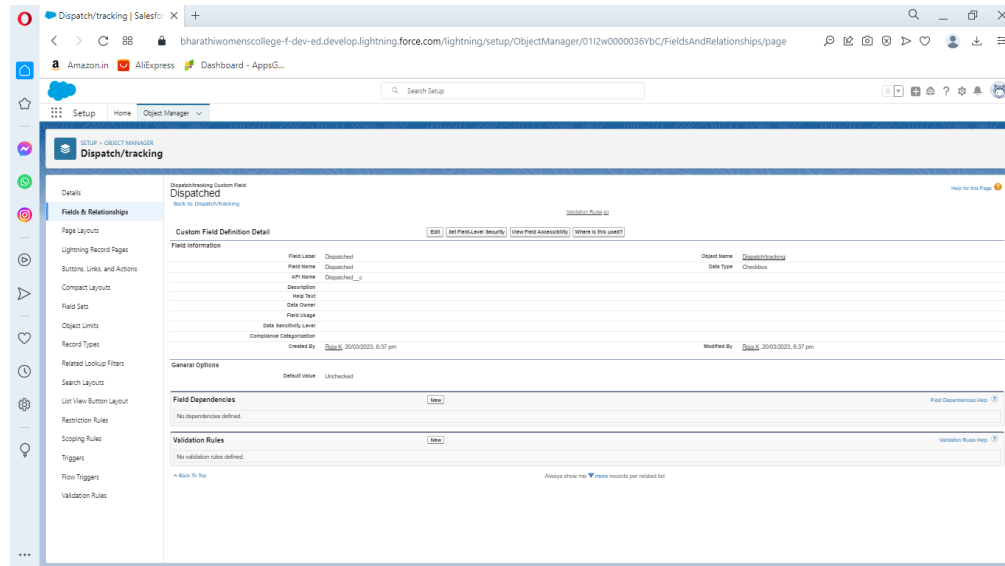 Dispatch/tracking | Salesfor
bharathiwomenscollege-f-dev-ed.develop.lightning.force.com/lightning/setup/ObjectManager/01I2w0000036YbC/FieldsAndRelationships/page
Amazon.in AliExpress Dashboard - AppsG...
Search Setup
Setup Home Object Manager
SETUP > OBJECT MANAGER
Dispatch/tracking
Details
Fields & Relationships
Page Layouts
Lightning Record Pages
Buttons, Links, and Actions
Compact Layouts
Field Sets
Object Limits
Record Types
Related Lookup Filters
Search Layouts
List View Button Layout
Restriction Rules
Scoping Rules
Triggers
Flow Triggers
Validation Rules
Dispatch/tracking Custom Field
Dispatched
Back to Dispatch/tracking
Help for this Page
Validation Rules [0]
Custom Field Definition Detail Edit Set Field-Level Security View Field Accessibility Where is this used?
Field Information
Field Label Dispatched Object Name Dispatch/tracking
Field Name Dispatched Data Type Checkbox
API Name Dispatched__c
Description
Help Text
Data Owner
Field Usage
Data Sensitivity Level
Compliance Categorization
Created By Roja K, 20/03/2023, 6:37 pm Modified By Roja K, 20/03/2023, 6:37 pm
General Options
Default Value Unchecked
Field Dependencies New Field Dependencies Help ?
No dependencies defined.
Validation Rules New Validation Rules Help ?
No validation rules defined.
^ Back To Top Always show me more records per related list